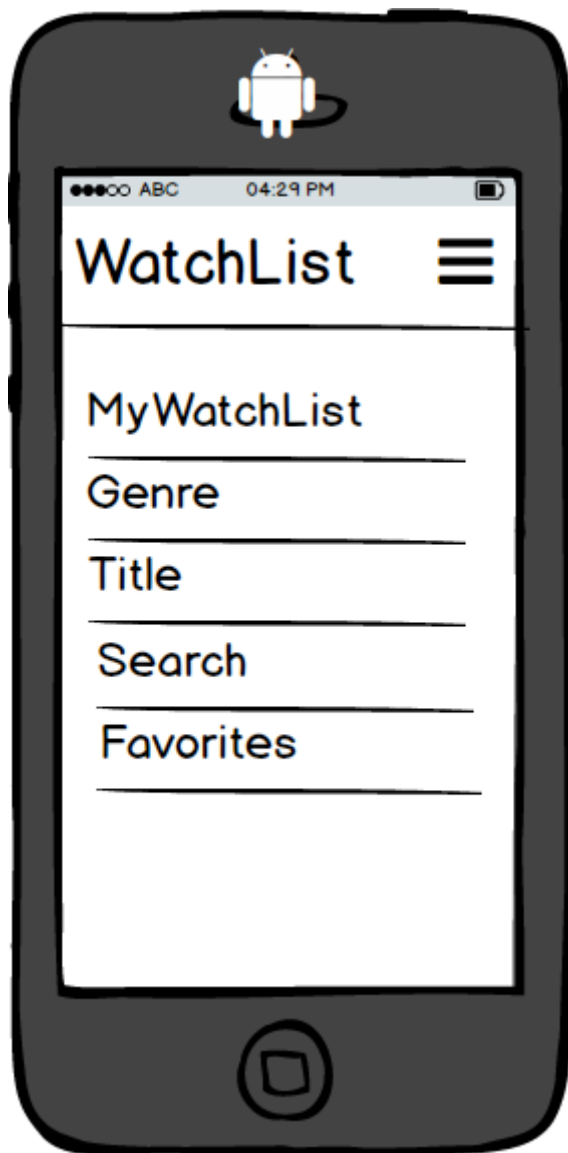 ABC 04:29 PM
WatchList
MyWatchList
Genre
Title
Search
Favorites